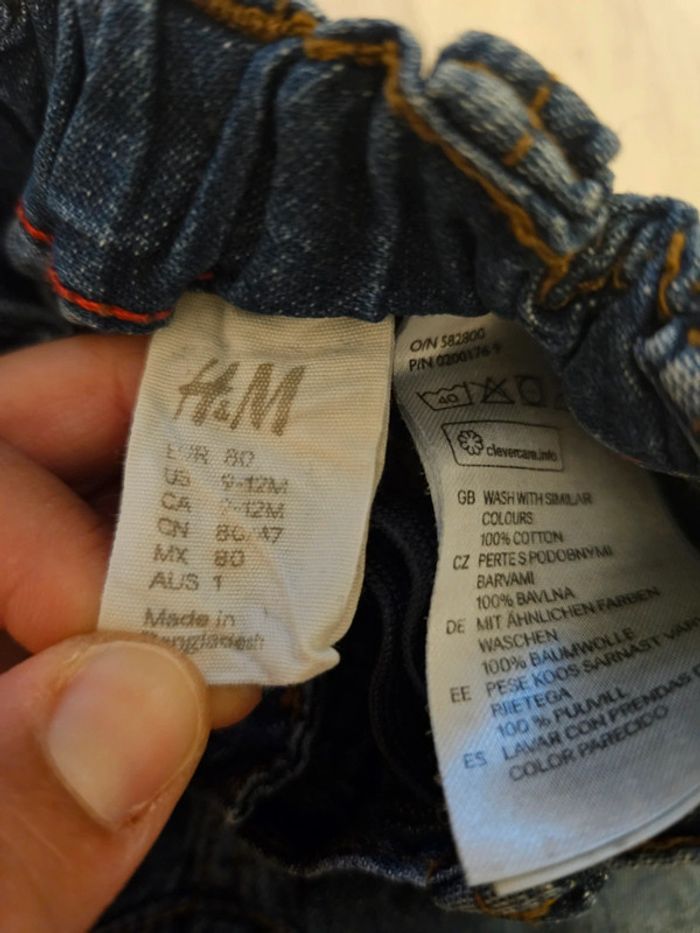 H&M
EUR 80
US 9-12M
CA 9-12M
CN 80/47
MX 80
AUS 1
Made in
Bangladesh
O/N 582800
P/N 0200176
40
clevercare.info
GB WASH WITH SIMILAR
COLOURS
100% COTTON
CZ PERTE S PODOBNÝMI
BARVAMI
100% BAVLNA
DE MIT ÄHNLICHEN FARBEN
WASCHEN
100% BAUMWOLLE
EE PESE KOOS SARNAST
RIIETEGA
100 % PUUVILL
ES LAVAR CON PRENDAS
COLOR PARECIDO